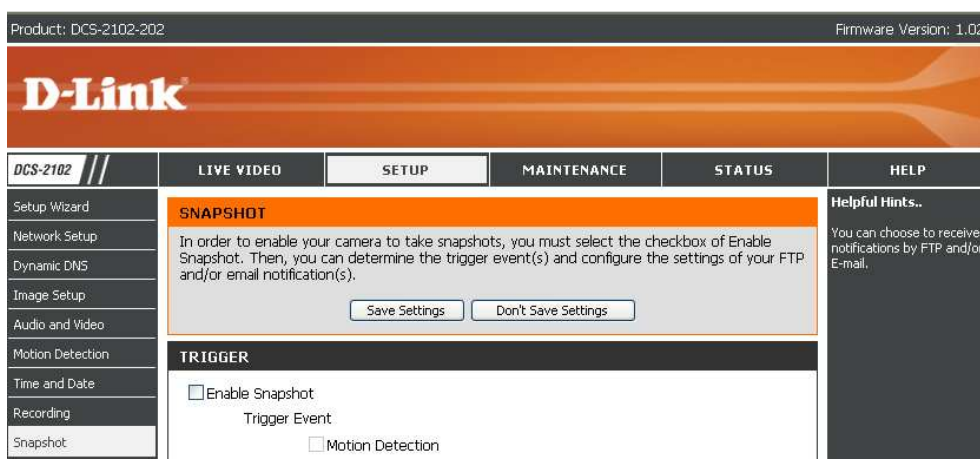 Product: DCS-2102-202
Firmware Version: 1.02
D-Link
DCS-2102
LIVE VIDEO
SETUP
MAINTENANCE
STATUS
HELP
Setup Wizard
Network Setup
Dynamic DNS
Image Setup
Audio and Video
Motion Detection
Time and Date
Recording
Snapshot
SNAPSHOT
In order to enable your camera to take snapshots, you must select the checkbox of Enable
Snapshot. Then, you can determine the trigger event(s) and configure the settings of your FTP
and/or email notification(s).
Save Settings
Don't Save Settings
TRIGGER
Enable Snapshot
Trigger Event
Motion Detection
Helpful Hints..
You can choose to receive
notifications by FTP and/or
E-mail.